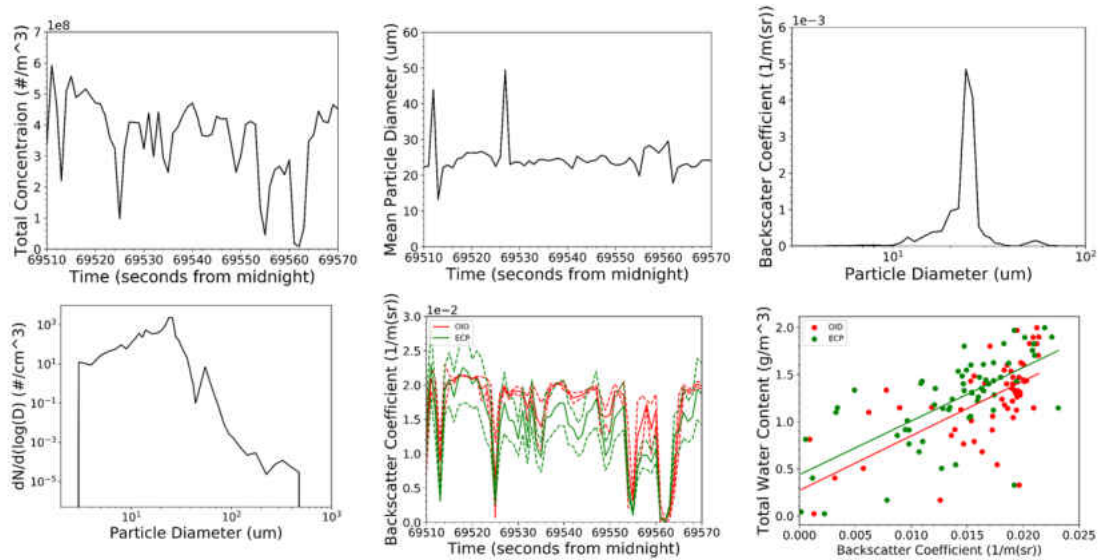 1e8
Total Concentraion (#/m^3)
7
6
5
4
3
2
1
0
69510 69520 69530 69540 69550 69560 69570
Time (seconds from midnight)
Mean Particle Diameter (um)
60
50
40
30
20
10
0
69510 69520 69530 69540 69550 69560 69570
Time (seconds from midnight)
1e-3
Backscater Coefficient (1/m(sr))
6
5
4
3
2
1
0
10^1 10^2
Particle Diameter (um)
dN/d(log(D) (#/cm^3)
10^3
10^1
10^-1
10^-3
10^-5
10^1 10^2 10^3
Particle Diameter (um)
1e-2
Backscatter Coefficient (1/m(sr))
3.0
2.5
2.0
1.5
1.0
0.5
0.0
OID
ECP
69510 69520 69530 69540 69550 69560 69570
Time (seconds from midnight)
Total Water Content (g/m^3)
2.0
1.5
1.0
0.5
0.0
OID
ECP
0.000 0.005 0.010 0.015 0.020 0.025
Backscatter Coefficient (1/m(sr))